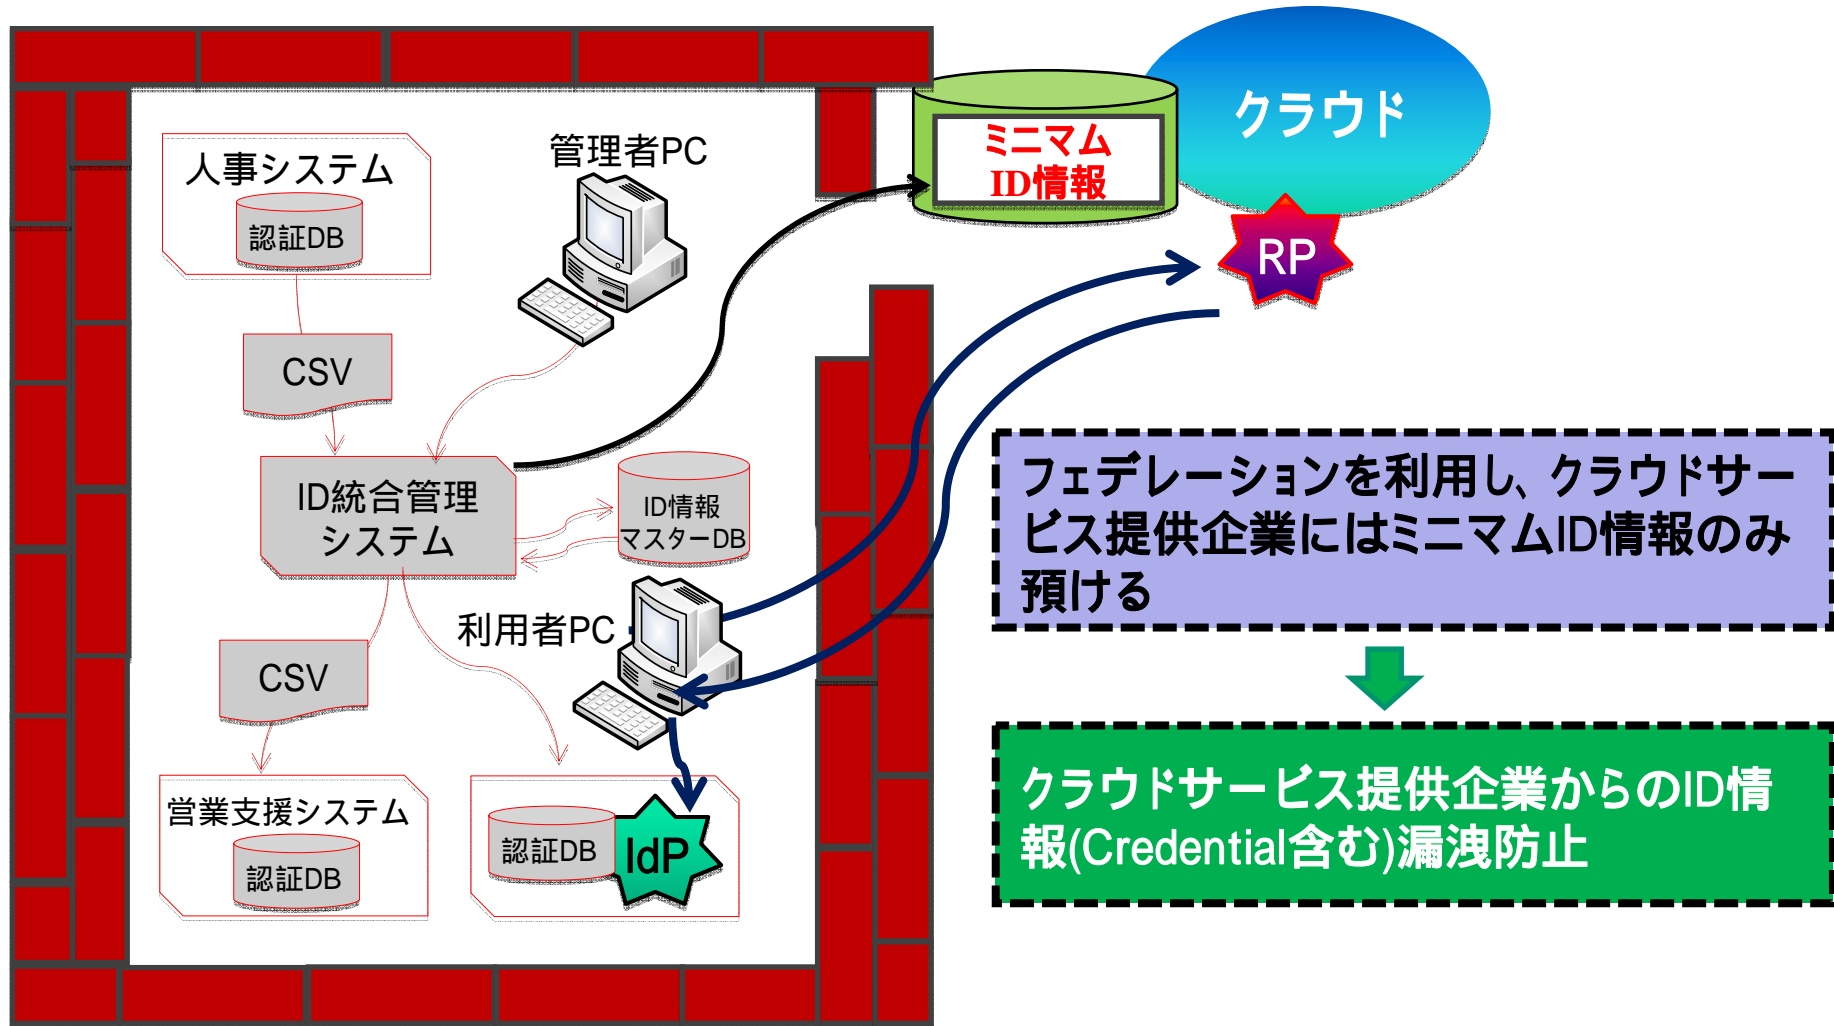 クラウド
ミニマム
ID情報
RP
管理者PC
人事システム
認証DB
CSV
ID統合管理
システム
ID情報
マスターDB
利用者PC
CSV
営業支援システム
認証DB
認証DB
IdP
フェデレーションを利用し、クラウドサー
ビス提供企業にはミニマムID情報のみ
預ける
クラウドサービス提供企業からのID情
報(Credential含む)漏洩防止